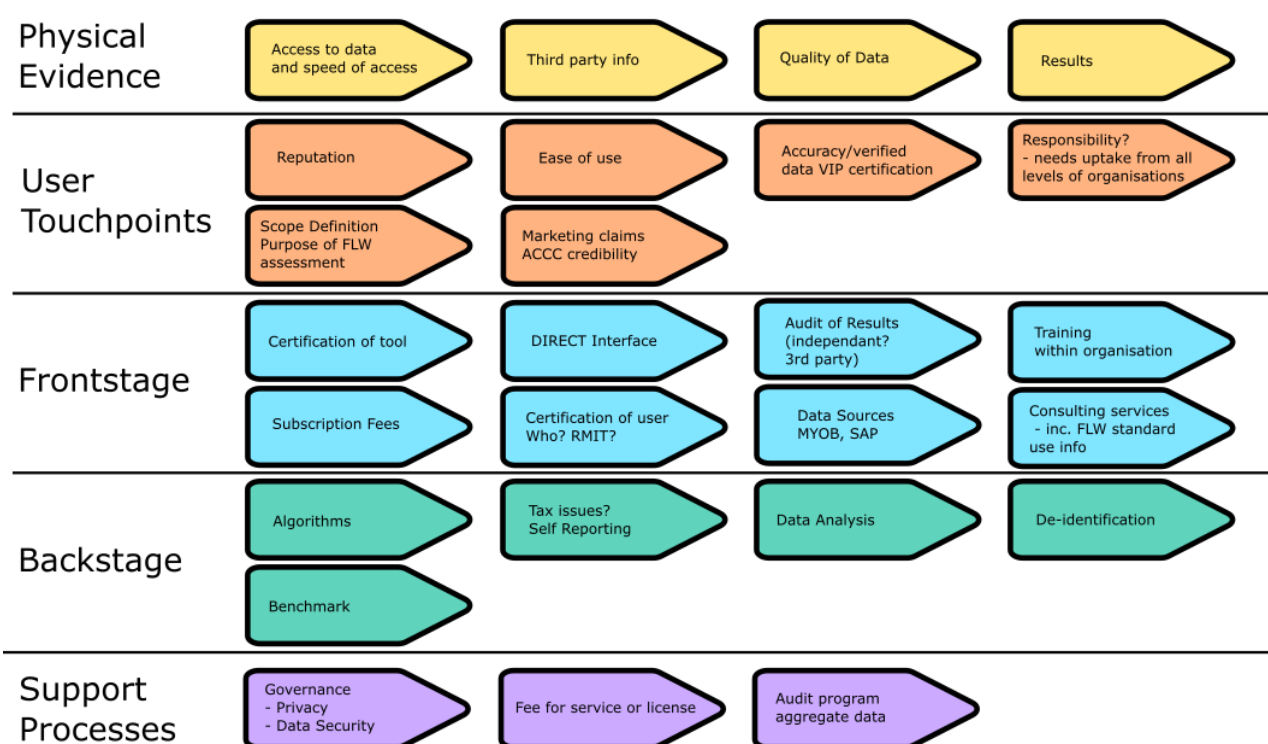 Physical
Evidence
Access to data
and speed of access
Third party info
Quality of Data
Results
User
Touchpoints
Reputation
Ease of use
Accuracy/verified
data VIP certification
Responsibility?
- needs uptake from all
levels of organisations
Scope Definition
Purpose of FLW
assessment
Marketing claims
ACCC credibility
Frontstage
Certification of tool
DIRECT Interface
Audit of Results
(independant?
3rd party)
Training
within organisation
Subscription Fees
Certification of user
Who? RMIT?
Data Sources
MYOB, SAP
Consulting services
- inc. FLW standard
use info
Backstage
Algorithms
Tax issues?
Self Reporting
Data Analysis
De-identification
Benchmark
Support
Processes
Governance
- Privacy
- Data Security
Fee for service or license
Audit program
aggregate data